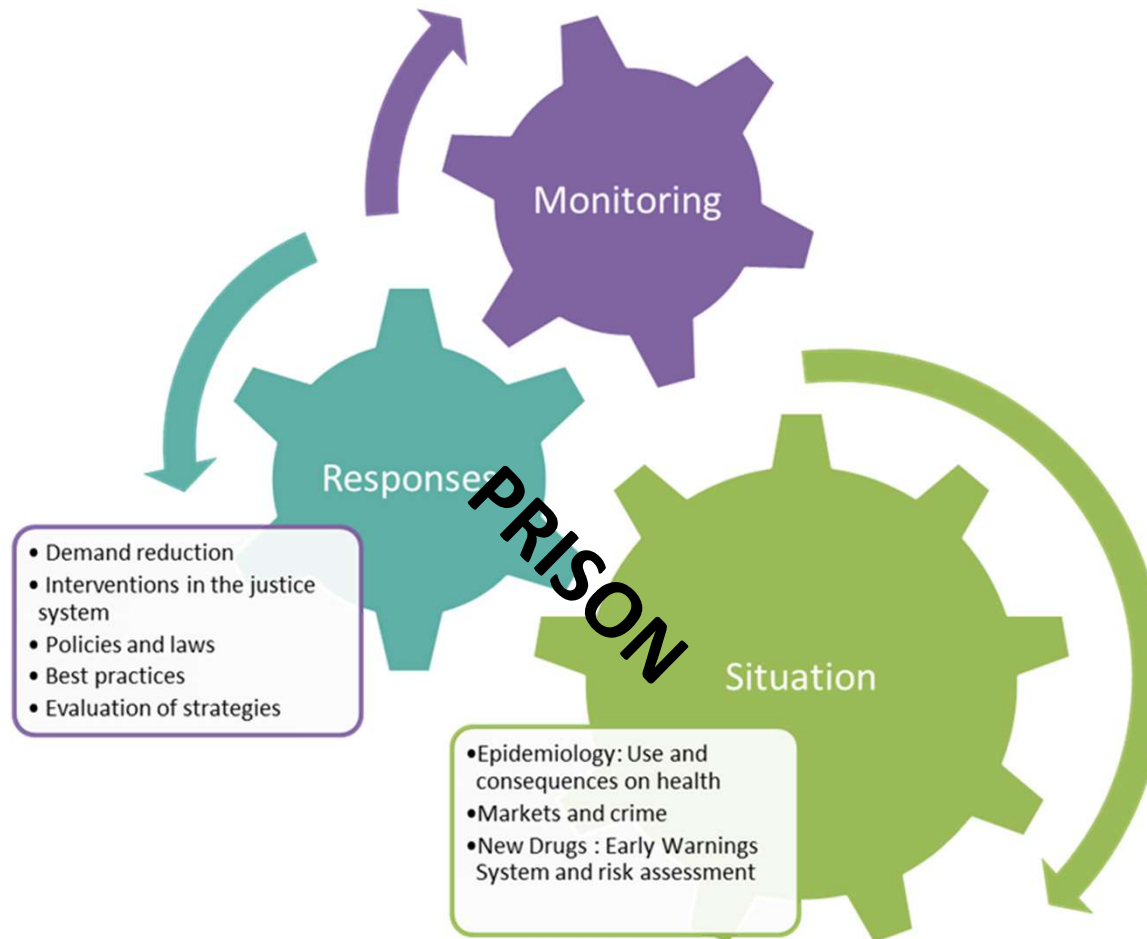 Monitoring
Responses
PRISON
• Demand reduction
• Interventions in the justice
system
• Policies and laws
• Best practices
• Evaluation of strategies
Situation
•Epidemiology: Use and
consequences on health
•Markets and crime
•New Drugs : Early Warnings
System and risk assessment